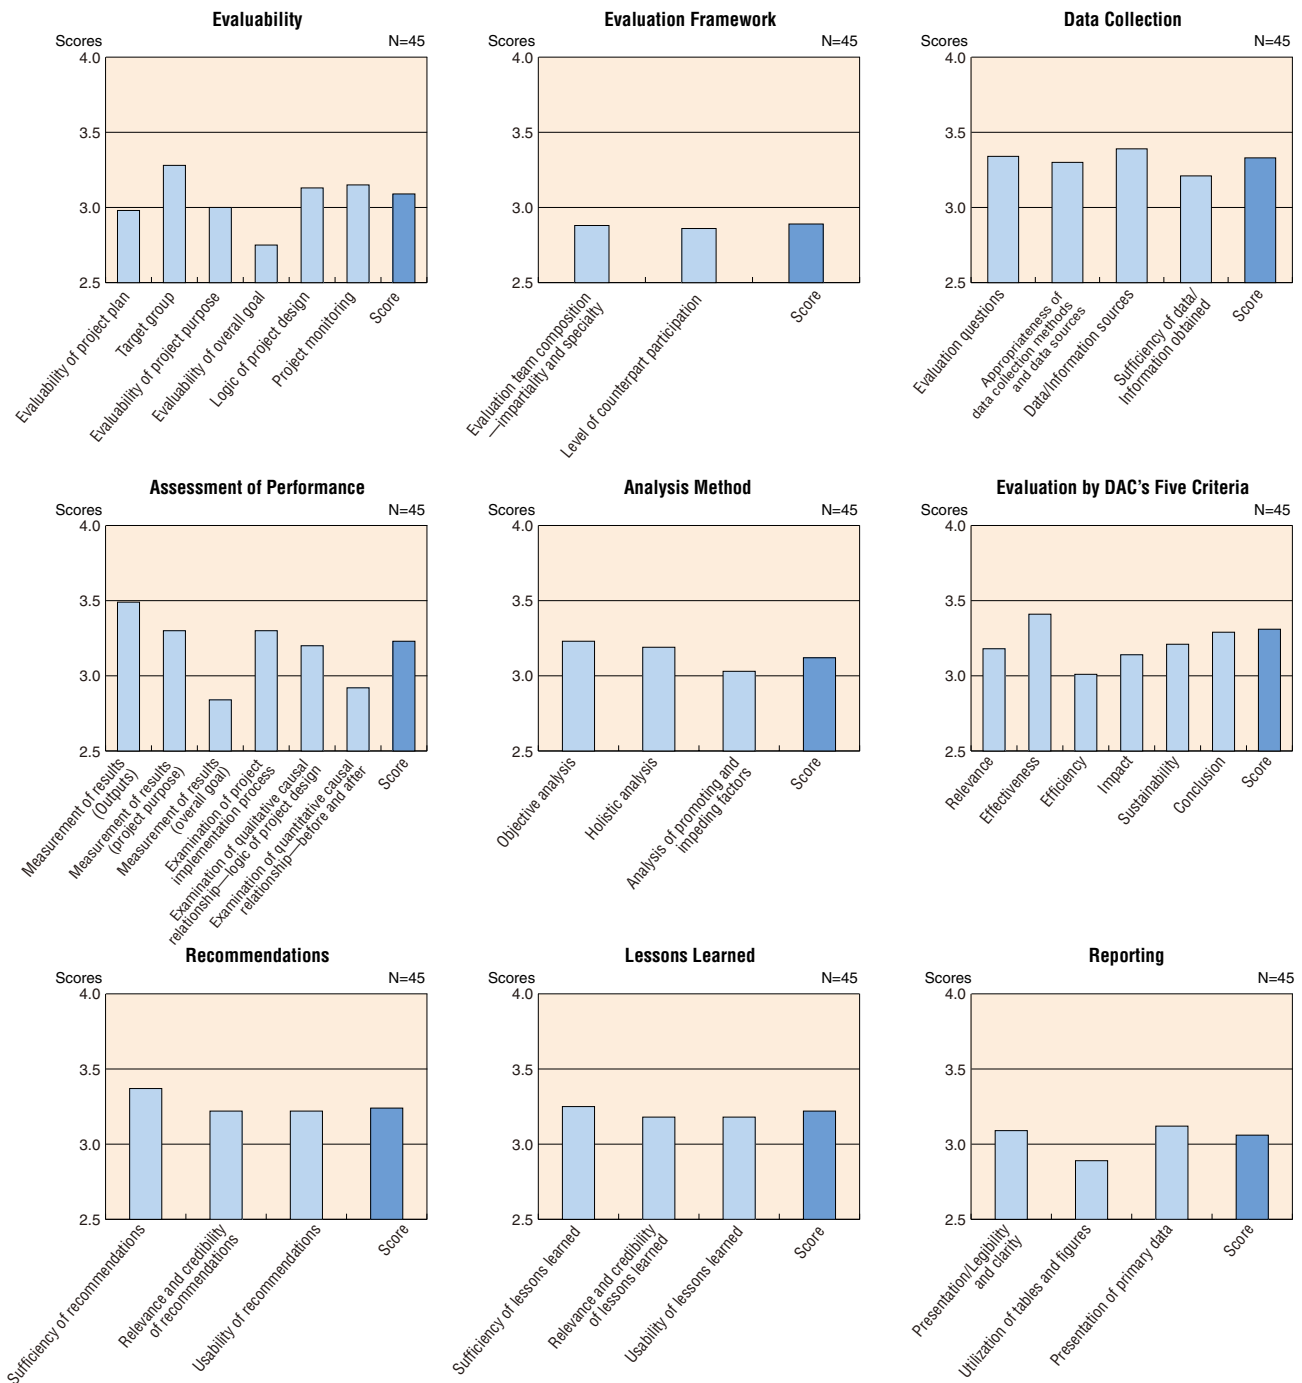 Evaluability
Scores
N=45
4.0
3.5
3.0
2.5
Evaluability of project plan
Target group
Evaluability of project purpose
Evaluability of overall goal
Logic of project design
Project monitoring
Score
Evaluation Framework
Scores
N=45
4.0
3.5
3.0
2.5
Evaluation team composition
—impartiality and specialty
Level of counterpart participation
Score
Data Collection
Scores
N=45
4.0
3.5
3.0
2.5
Evaluation questions
Appropriateness of
data collection methods
and data sources
Data/Information sources
Sufficiency of data/
Information obtained
Score
Assessment of Performance
Scores
N=45
4.0
3.5
3.0
2.5
Measurement of results
(Outputs)
Measurement of results
(project purpose)
Measurement of results
(overall goal)
Examination of project
implementation process
Examination of qualitative causal
relationship—logic of project design
Examination of quantitative causal
relationship—before and after
Score
Analysis Method
Scores
N=45
4.0
3.5
3.0
2.5
Objective analysis
Holistic analysis
Analysis of promoting and
impeding factors
Score
Evaluation by DAC's Five Criteria
Scores
N=45
4.0
3.5
3.0
2.5
Relevance
Effectiveness
Efficiency
Impact
Sustainability
Conclusion
Score
Recommendations
Scores
N=45
4.0
3.5
3.0
2.5
Sufficiency of recommendations
Relevance and credibility
of recommendations
Usability of recommendations
Score
Lessons Learned
Scores
N=45
4.0
3.5
3.0
2.5
Sufficiency of lessons learned
Relevance and credibility
of lessons learned
Usability of lessons learned
Score
Reporting
Scores
N=45
4.0
3.5
3.0
2.5
Presentation/Legibility
and clarity
Utilization of tables and figures
Presentation of primary data
Score